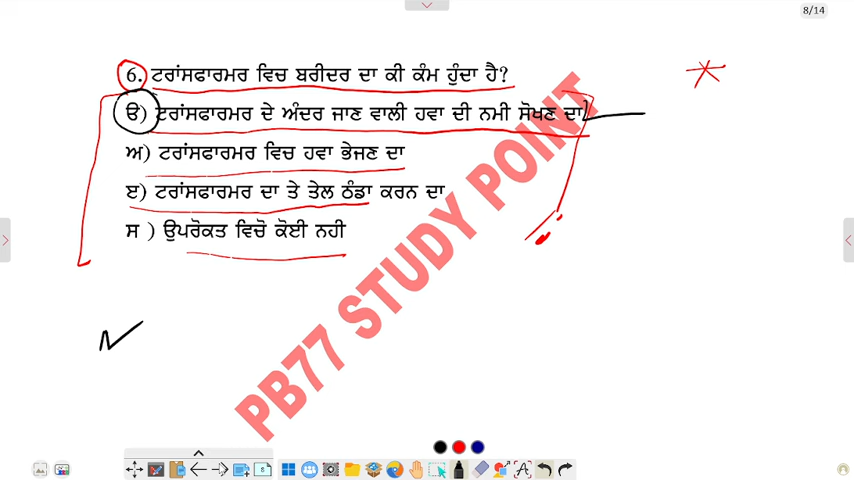 8/14
6. ਟਰਾਂਸਫਾਰਮਰ ਵਿਚ ਬਰੀਦਰ ਦਾ ਕੀ ਕੰਮ ਹੁੰਦਾ ਹੈ?
ੳ) ਟਰਾਂਸਫਾਰਮਰ ਦੇ ਅੰਦਰ ਜਾਣ ਵਾਲੀ ਹਵਾ ਦੀ ਨਮੀ ਸੋਖਣ ਦਾ
ਅ) ਟਰਾਂਸਫਾਰਮਰ ਵਿਚ ਹਵਾ ਭੇਜਣ ਦਾ
ੲ) ਟਰਾਂਸਫਾਰਮਰ ਦਾ ਤੇ ਤੇਲ ਠੰਡਾ ਕਰਨ ਦਾ
ਸ ) ਉਪਰੋਕਤ ਵਿਚੋ ਕੋਈ ਨਹੀ
PB77 STUDY POINT